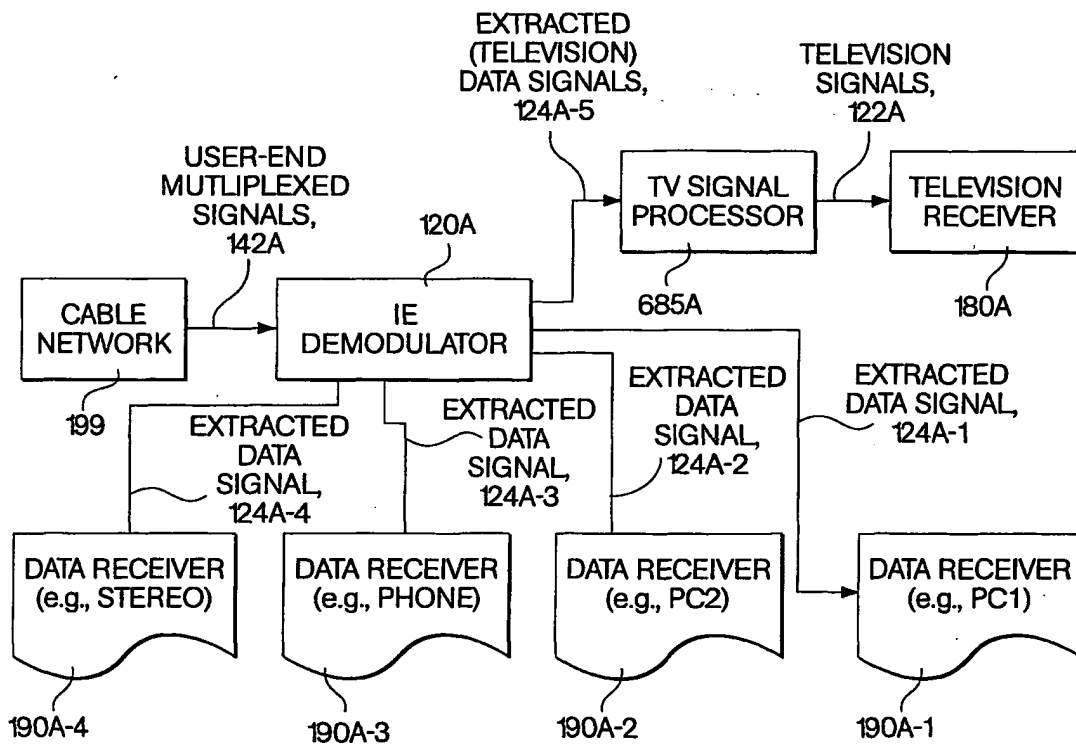 EXTRACTED
(TELEVISION)
DATA SIGNALS,
124A-5
TELEVISION
SIGNALS,
122A
USER-END
MUTLIPLEXED
SIGNALS,
142A
120A
TV SIGNAL
PROCESSOR
TELEVISION
RECEIVER
685A
180A
CABLE
NETWORK
IE
DEMODULATOR
199
EXTRACTED
DATA
SIGNAL,
124A-4
EXTRACTED
DATA
SIGNAL,
124A-3
EXTRACTED
DATA
SIGNAL,
124A-2
EXTRACTED
DATA SIGNAL,
124A-1
DATA RECEIVER
(e.g., STEREO)
DATA RECEIVER
(e.g., PHONE)
DATA RECEIVER
(e.g., PC2)
DATA RECEIVER
(e.g., PC1)
190A-4
190A-3
190A-2
190A-1